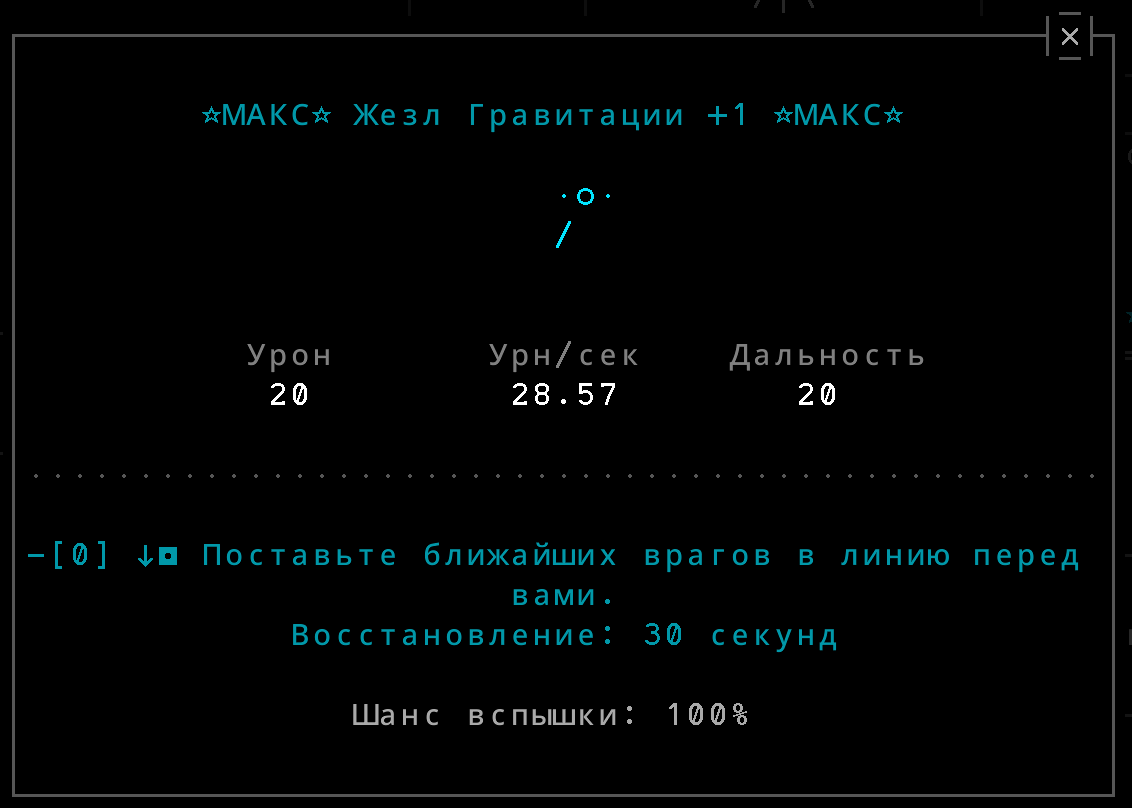 ×
☆МАКС☆ Жезл Гравитации +1 ☆МАКС☆
·o·
/
Урон Урн/сек Дальность
20 28.57 20
-[0] ↓◘ Поставьте ближайших врагов в линию перед
вами.
Восстановление: 30 секунд
Шанс вспышки: 100%